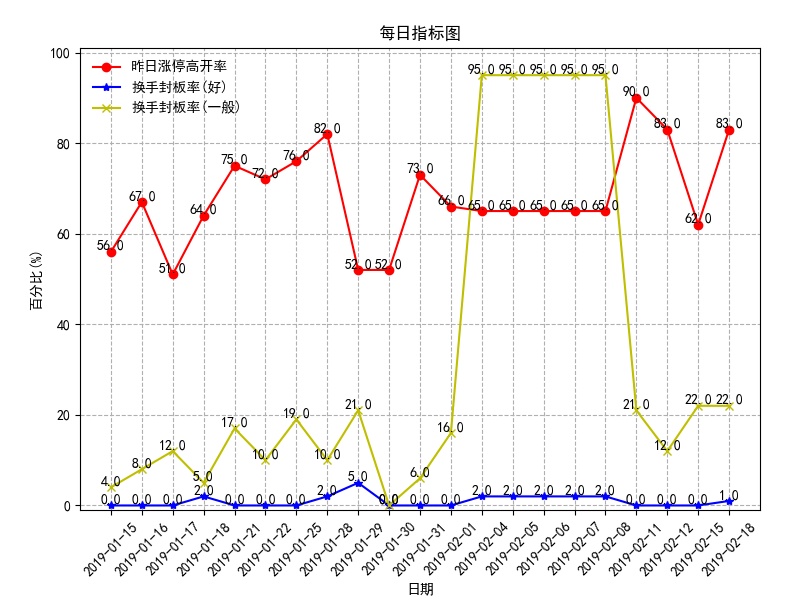 每日指标图
昨日涨停高开率
换手封板率(好)
换手封板率(一般)
百分比(%)
100
80
60
40
20
0
56.0 67.0 51.0 64.0 75.0 72.0 76.0 82.0 52.0 52.0 73.0 66.0 65.0 65.0 65.0 65.0 65.0 90.0 83.0 62.0 83.0
4.0 8.0 12.0 5.0 17.0 10.0 19.0 10.0 21.0 0.0 6.0 16.0 95.0 95.0 95.0 95.0 95.0 21.0 12.0 22.0 22.0
0.0 0.0 0.0 2.0 0.0 0.0 0.0 2.0 5.0 0.0 0.0 0.0 2.0 2.0 2.0 2.0 2.0 0.0 0.0 0.0 1.0
2019-01-15 2019-01-16 2019-01-17 2019-01-18 2019-01-21 2019-01-22 2019-01-25 2019-01-28 2019-01-29 2019-01-30 2019-01-31 2019-02-01 2019-02-04 2019-02-05 2019-02-06 2019-02-07 2019-02-08 2019-02-11 2019-02-12 2019-02-15 2019-02-18
日期